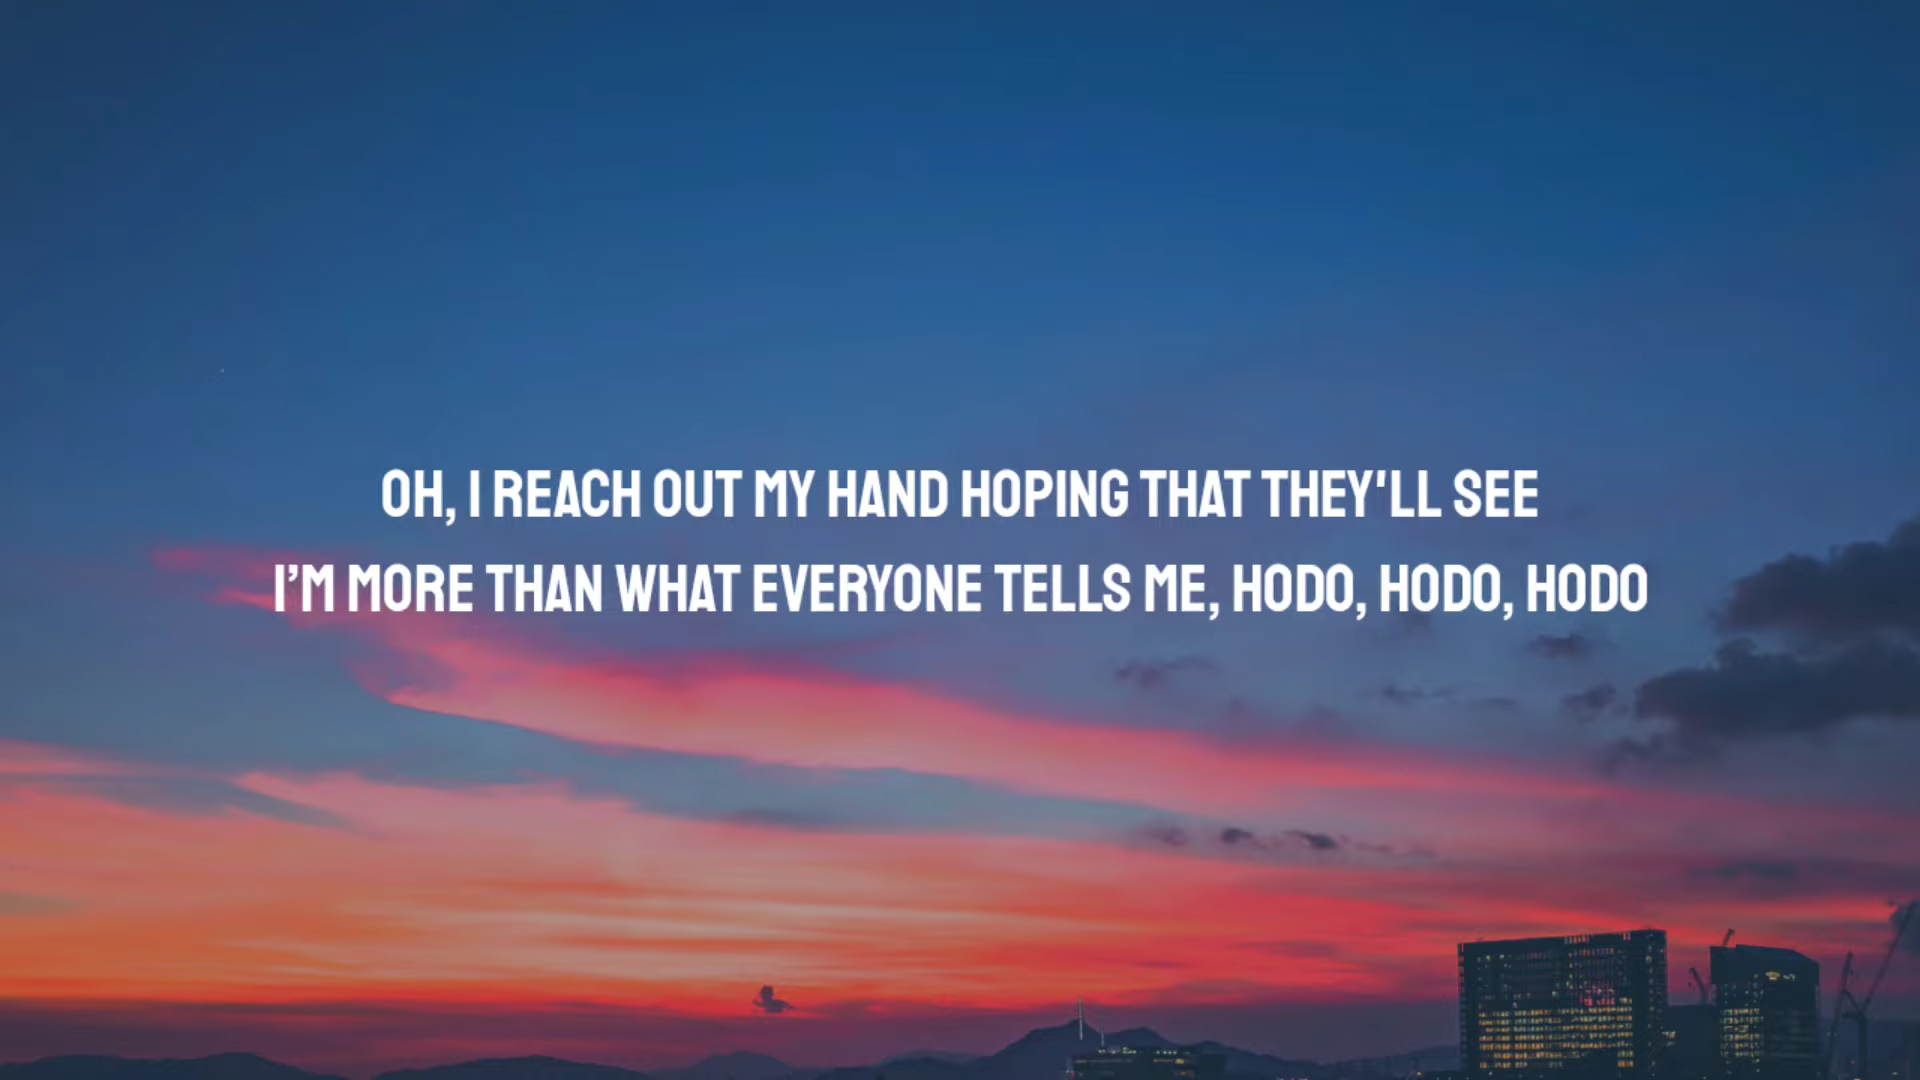 OH, I REACH OUT MY HAND HOPING THAT THEY'LL SEE
I’M MORE THAN WHAT EVERYONE TELLS ME, HODO, HODO, HODO